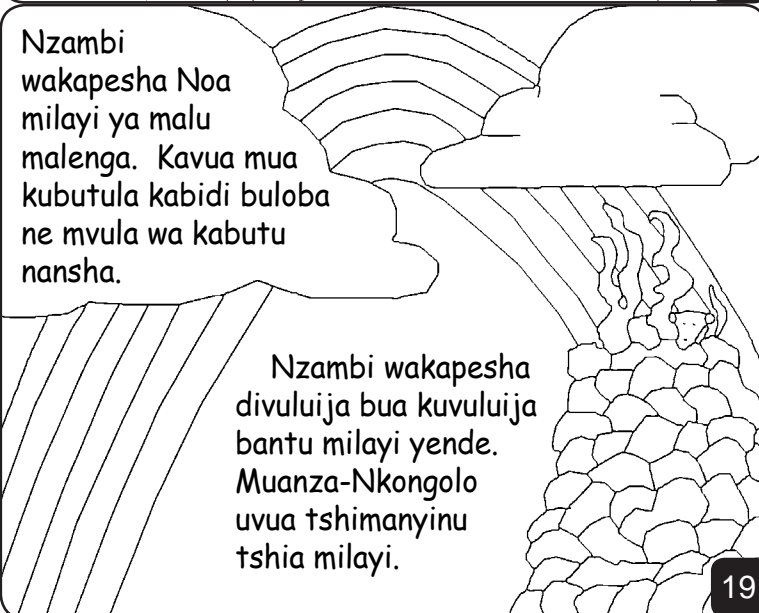 Nzambi
wakapesha Noa
milayi ya malu
malenga.  Kavua mua
kubutula kabidi buloba
ne mvula wa kabutu
nansha.
Nzambi wakapesha
divuluija bua kuvuluija
bantu milayi yende.
Muanza-Nkongolo
uvua tshimanyinu
tshia milayi.
19